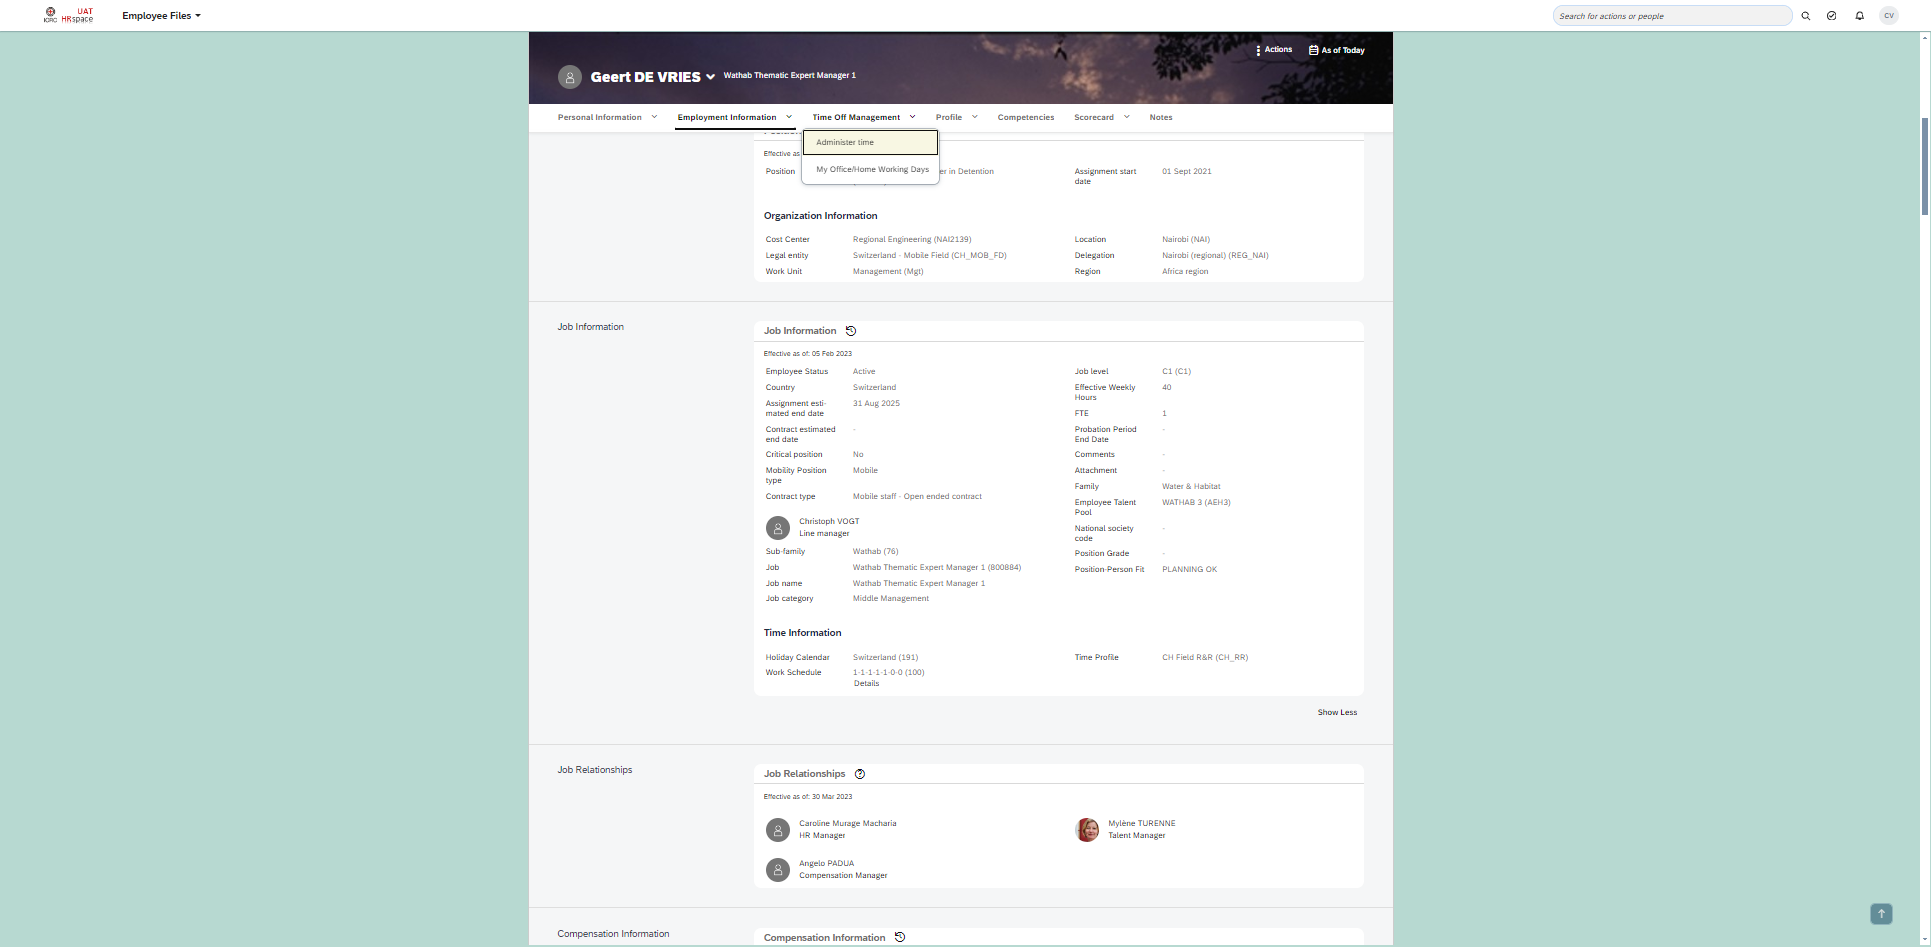 UAT
ICRC HRspace
Employee Files
Search for actions or people
CV
Actions
As of Today
Geert DE VRIES
Wathab Thematic Expert Manager 1
Personal Information
Employment Information
Time Off Management
Profile
Competencies
Scorecard
Notes
Administer time
My Office/Home Working Days
Effective as
Position
er in Detention
Assignment start
date
01 Sept 2021
Organization Information
Cost Center
Regional Engineering (NAI2139)
Location
Nairobi (NAI)
Legal entity
Switzerland - Mobile Field (CH_MOB_FD)
Delegation
Nairobi (regional) (REG_NAI)
Work Unit
Management (Mgt)
Region
Africa region
Job Information
Job Information
Effective as of: 05 Feb 2023
Employee Status
Active
Country
Switzerland
Assignment esti-
mated end date
31 Aug 2025
Contract estimated
end date
-
Critical position
No
Mobility Position
type
Mobile
Contract type
Mobile staff - Open ended contract
Christoph VOGT
Line manager
Sub-family
Wathab (76)
Job
Wathab Thematic Expert Manager 1 (800884)
Job name
Wathab Thematic Expert Manager 1
Job category
Middle Management
Job level
C1 (C1)
Effective Weekly
Hours
40
FTE
1
Probation Period
End Date
-
Comments
-
Attachment
-
Family
Water & Habitat
Employee Talent
Pool
WATHAB 3 (AEH3)
National society
code
-
Position Grade
-
Position-Person Fit
PLANNING OK
Time Information
Holiday Calendar
Switzerland (191)
Time Profile
CH Field R&R (CH_RR)
Work Schedule
1-1-1-1-1-0-0 (100)
Details
Show Less
Job Relationships
Job Relationships
Effective as of: 30 Mar 2023
Caroline Murage Macharia
HR Manager
Mylène TURENNE
Talent Manager
Angelo PADUA
Compensation Manager
Compensation Information
Compensation Information